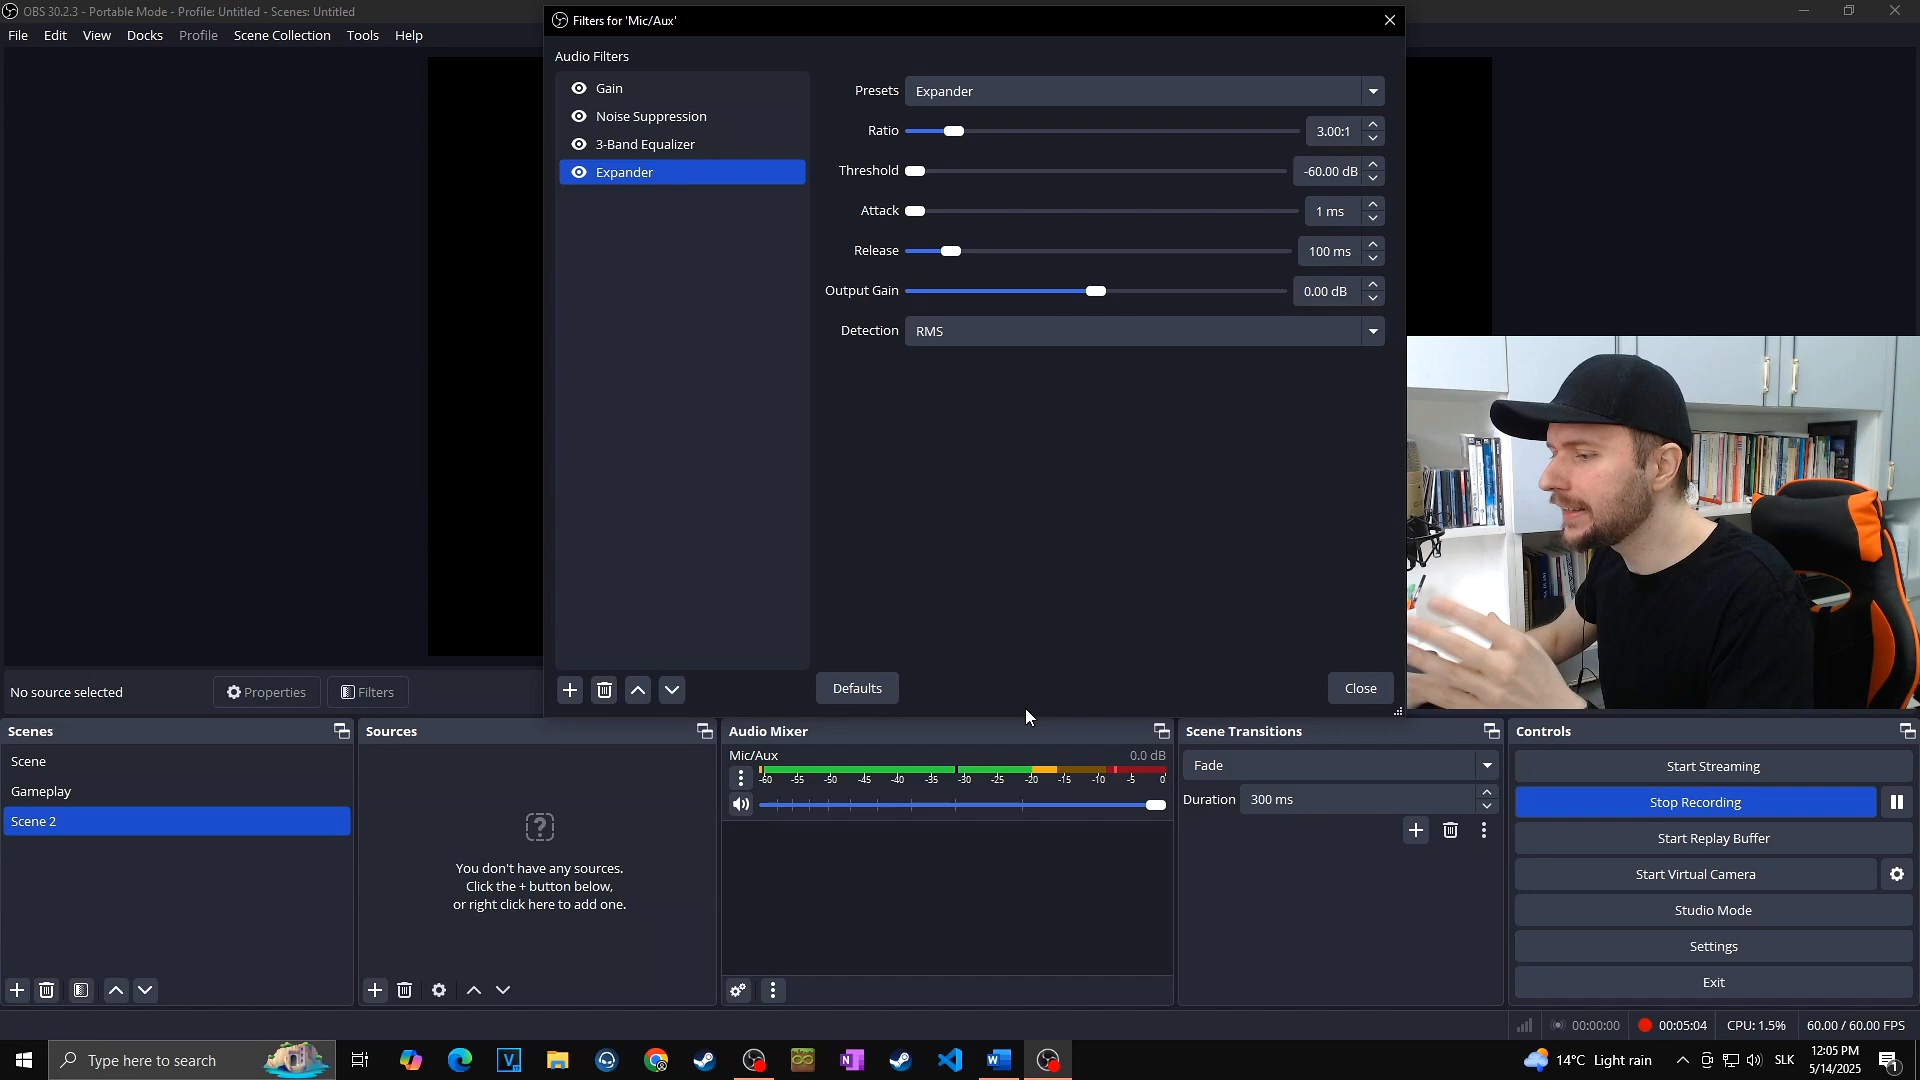 OBS 30.2.3 - Portable Mode - Profile: Untitled - Scenes: Untitled
File Edit View Docks Profile Scene Collection Tools Help
Filters for 'Mic/Aux'
Audio Filters
Gain
Noise Suppression
3-Band Equalizer
Expander
Presets Expander
Ratio 3.00:1
Threshold -60.00 dB
Attack 1 ms
Release 100 ms
Output Gain 0.00 dB
Detection RMS
Defaults
Close
No source selected
Properties
Filters
Scenes
Scene
Gameplay
Scene 2
Sources
You don't have any sources.
Click the + button below,
or right click here to add one.
Audio Mixer
Mic/Aux 0.0 dB
-60 -55 -50 -45 -40 -35 -30 -25 -20 -15 -10 -5 0
Scene Transitions
Fade
Duration 300 ms
Controls
Start Streaming
Stop Recording
Start Replay Buffer
Start Virtual Camera
Studio Mode
Settings
Exit
00:00:00 00:05:04 CPU: 1.5% 60.00 / 60.00 FPS
Type here to search
14°C Light rain
SLK
12:05 PM
5/14/2025
1